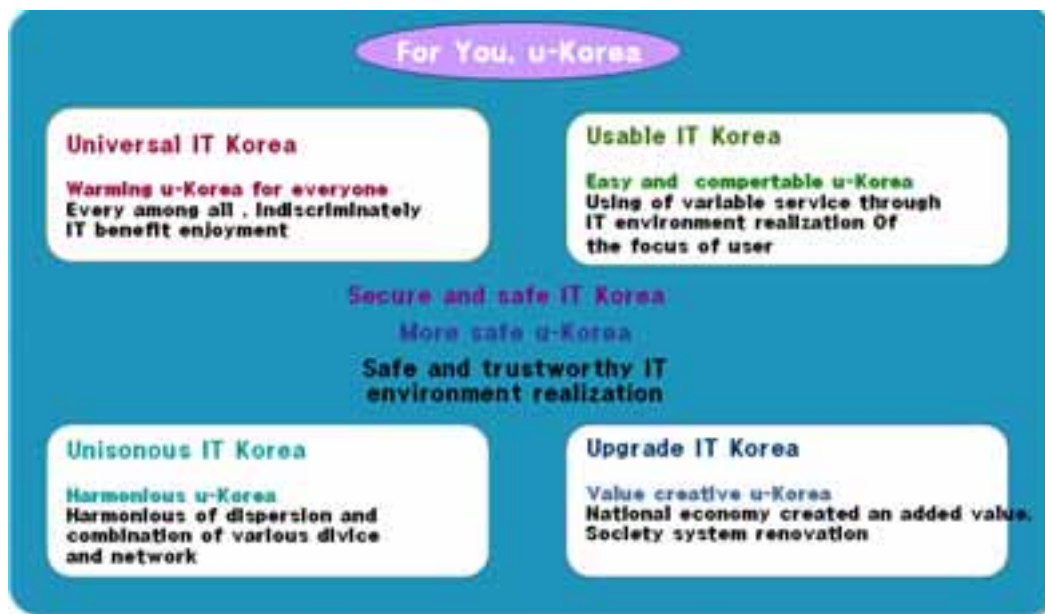 For You, u-Korea
Universal IT Korea
Warming u-Korea for everyone
Every among all , indiscriminately
IT benefit enjoyment
Usable IT Korea
Easy and compertable u-Korea
Using of variable service through
IT environment realization Of
the focus of user
Secure and safe IT Korea
More safe u-Korea
Safe and trustworthy IT
environment realization
Unisonous IT Korea
Harmonious u-Korea
Harmonious of dispersion and
combination of various divice
and network
Upgrade IT Korea
Value creative u-Korea
National economy created an added value,
Society system renovation